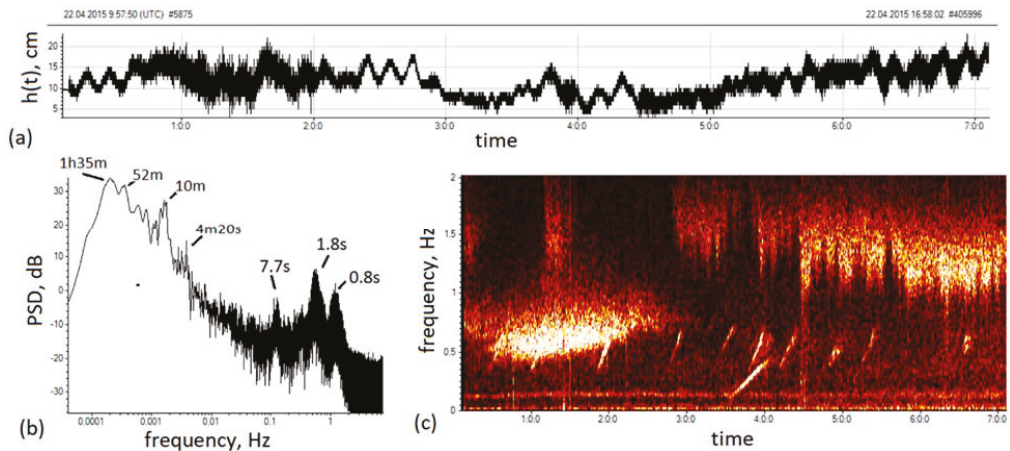 22.04.2015 9:57:50 (UTC) #5875
22.04.2015 16:58:02 #405996
h(t), cm
20
15
10
5
1:0:0
2:0:0
3:0:0
4:0:0
5:0:0
6:0:0
7:0:0
time
(a)
1h35m
52m
10m
4m20s
7.7s
1.8s
0.8s
PSD, dB
30
20
10
0
-10
-20
-30
0.0001
0.001
0.01
0.1
1
frequency, Hz
(b)
frequency, Hz
2
1.5
1
0.5
0
1:0:0
2:0:0
3:0:0
4:0:0
5:0:0
6:0:0
7:0:0
time
(c)